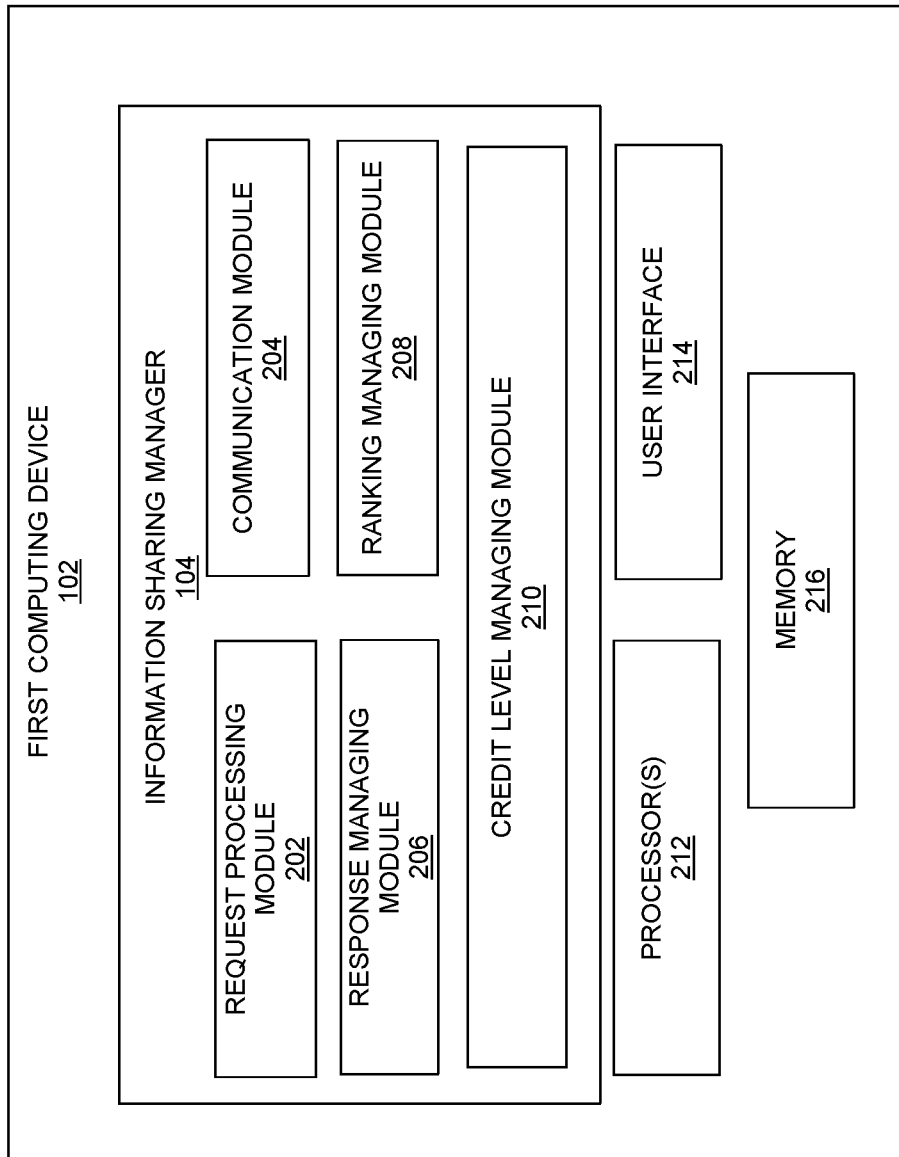 FIRST COMPUTING DEVICE
102
INFORMATION SHARING MANAGER
104
REQUEST PROCESSING
MODULE
202
COMMUNICATION MODULE
204
RESPONSE MANAGING
MODULE
206
RANKING MANAGING MODULE
208
CREDIT LEVEL MANAGING MODULE
210
PROCESSOR(S)
212
USER INTERFACE
214
MEMORY
216